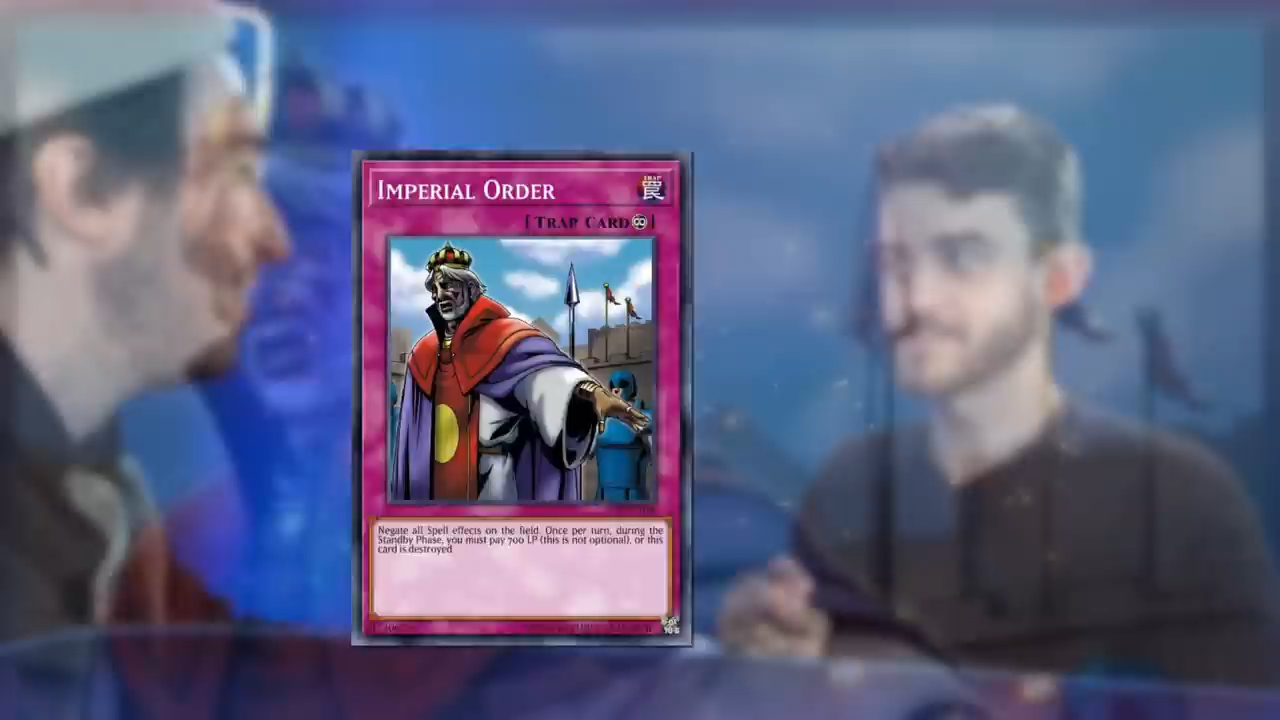 IMPERIAL ORDER
TRAP
罠
[TRAP CARD ]
Negate all Spell effects on the field. Once per turn, during the
Standby Phase, you must pay 700 LP (this is not optional), or this
card is destroyed